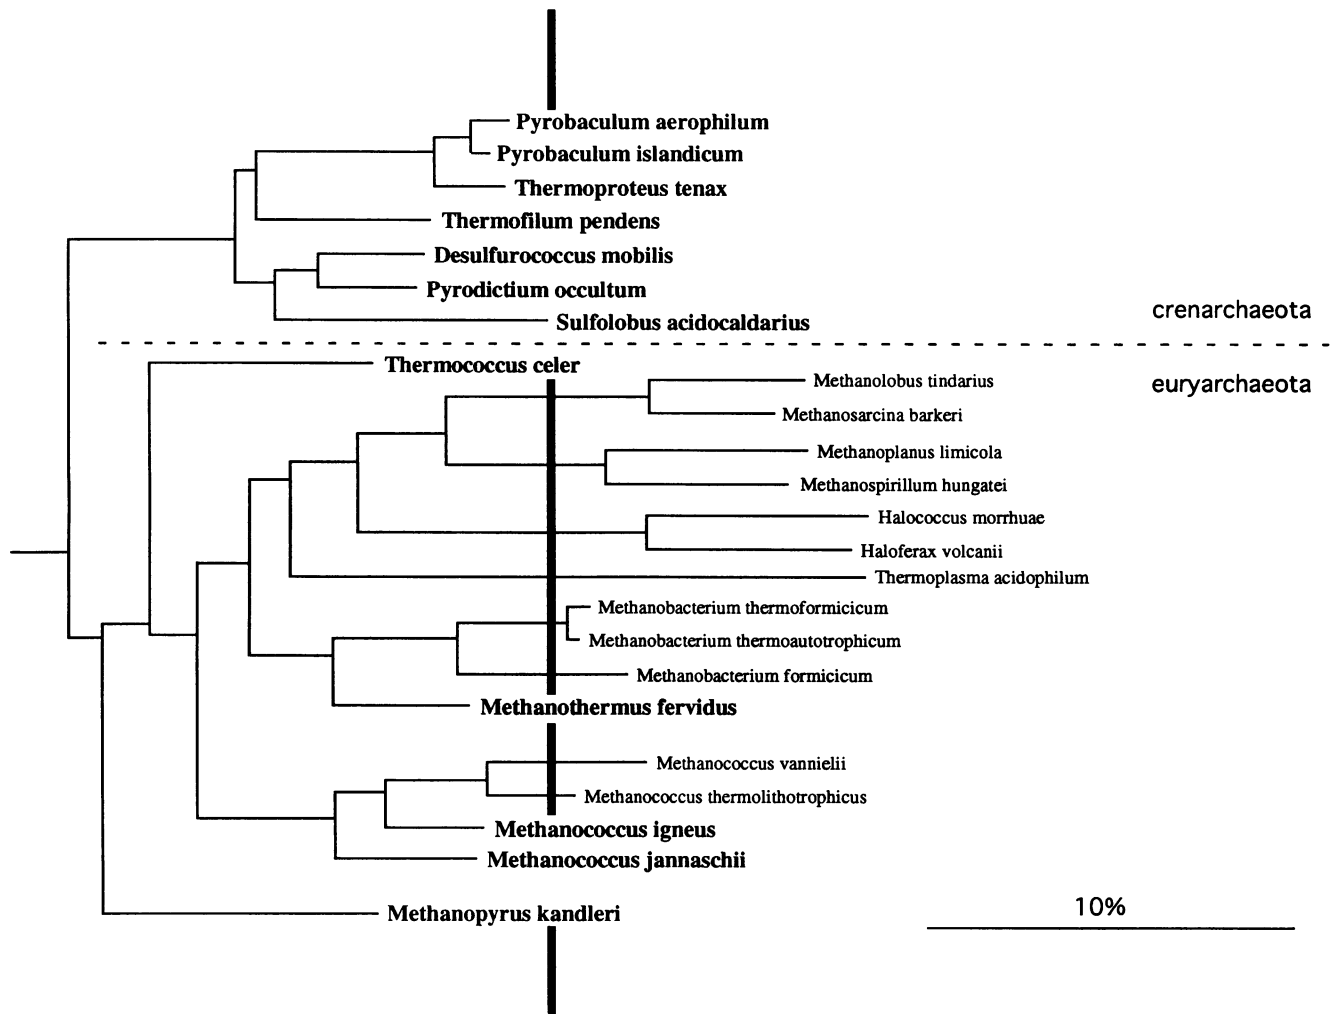 Pyrobaculum aerophilum
Pyrobaculum islandicum
Thermoproteus tenax
Thermofilum pendens
Desulfurococcus mobilis
Pyrodictium occultum
crenarchaeota
Sulfolobus acidocaldarius
Thermococcus celer
euryarchaeota
Methanolobus tindarius
Methanosarcina barkeri
Methanoplanus limicola
Methanospirillum hungatei
Halococcus morrhuae
Haloferax volcanii
Thermoplasma acidophilum
Methanobacterium thermoformicicum
Methanobacterium thermoautotrophicum
Methanobacterium formicicum
Methanothermus fervidus
Methanococcus vannielii
Methanococcus thermolithotrophicus
Methanococcus igneus
Methanococcus jannaschii
Methanopyrus kandleri
10%